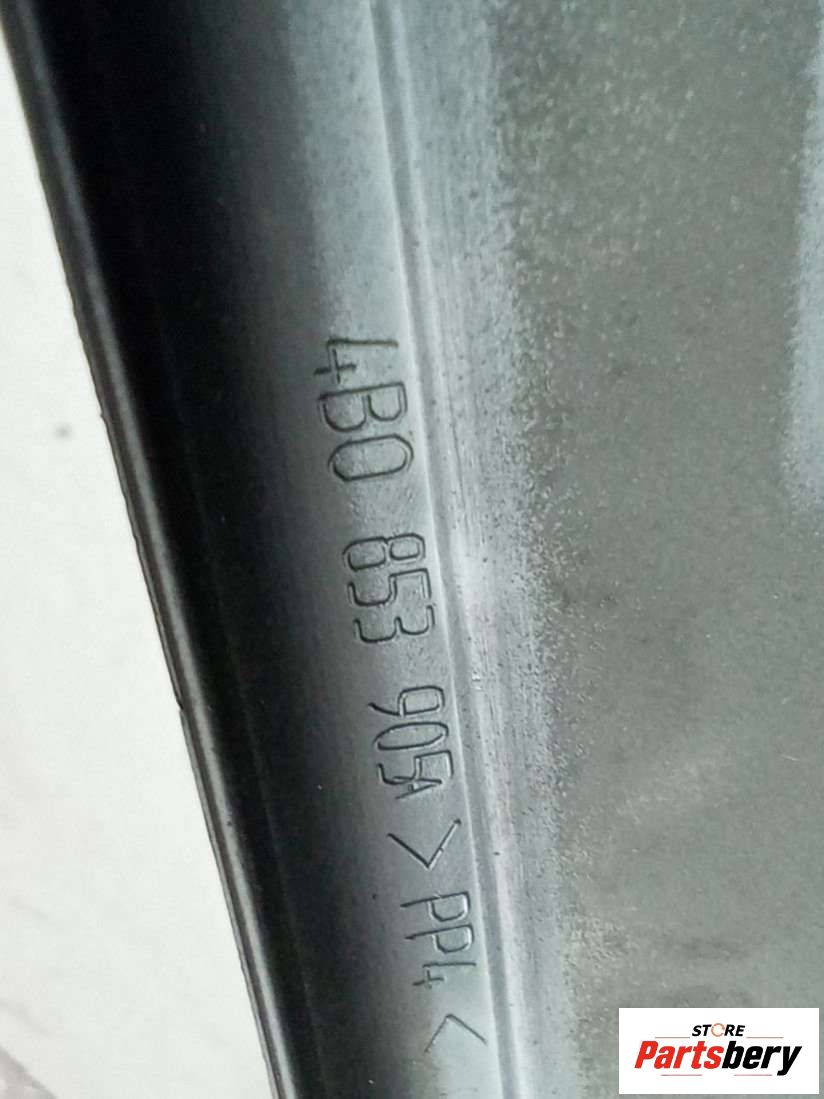 4B0 853 905A >PP4<
STORE
Partsbery